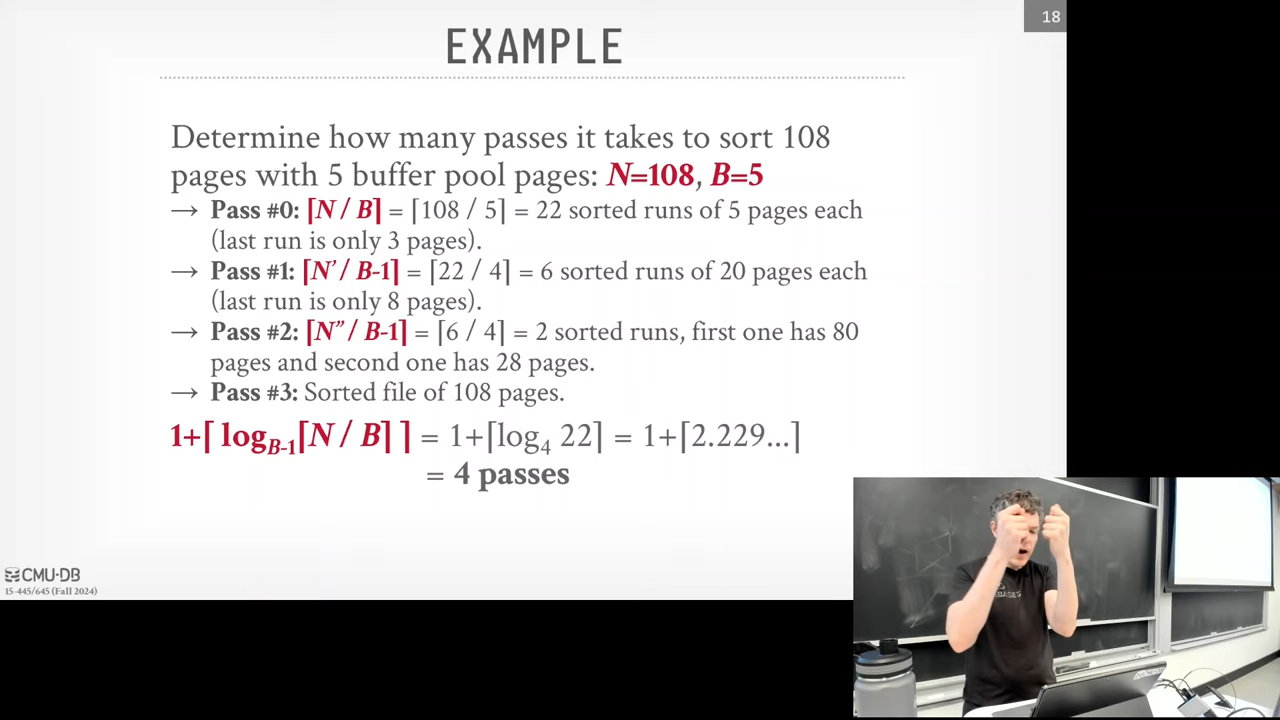 18
EXAMPLE
Determine how many passes it takes to sort 108
pages with 5 buffer pool pages: N=108, B=5
→ Pass #0: ⌈N / B⌉ = ⌈108 / 5⌉ = 22 sorted runs of 5 pages each
(last run is only 3 pages).
→ Pass #1: ⌈N’ / B-1⌉ = ⌈22 / 4⌉ = 6 sorted runs of 20 pages each
(last run is only 8 pages).
→ Pass #2: ⌈N” / B-1⌉ = ⌈6 / 4⌉ = 2 sorted runs, first one has 80
pages and second one has 28 pages.
→ Pass #3: Sorted file of 108 pages.
1+⌈ log_B-1⌈N / B⌉ ⌉ = 1+⌈log₄ 22⌉ = 1+⌈2.229...⌉
= 4 passes
CMU·DB
15-445/645 (Fall 2024)